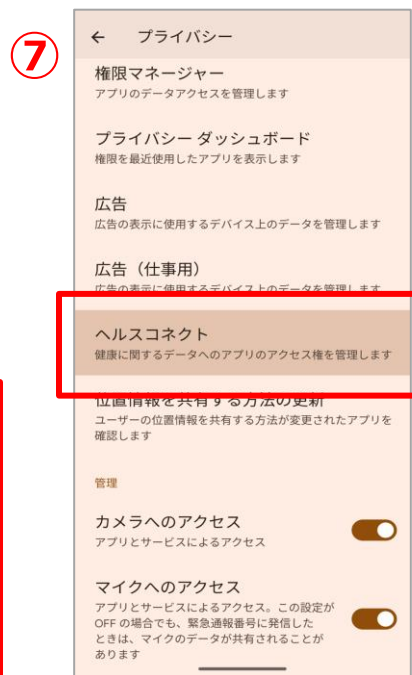 ⑦
← プライバシー
権限マネージャー
アプリのデータアクセスを管理します
プライバシー ダッシュボード
権限を最近使用したアプリを表示します
広告
広告の表示に使用するデバイス上のデータを管理します
広告（仕事用）
広告の表示に使用するデバイス上のデータを管理します
ヘルスコネクト
健康に関するデータへのアプリのアクセス権を管理します
位置情報を共有する方法の更新
ユーザーの位置情報を共有する方法が変更されたアプリを
確認します
管理
カメラへのアクセス
アプリとサービスによるアクセス
マイクへのアクセス
アプリとサービスによるアクセス。この設定が
OFF の場合でも、緊急通報番号に発信した
ときは、マイクのデータが共有されることが
あります